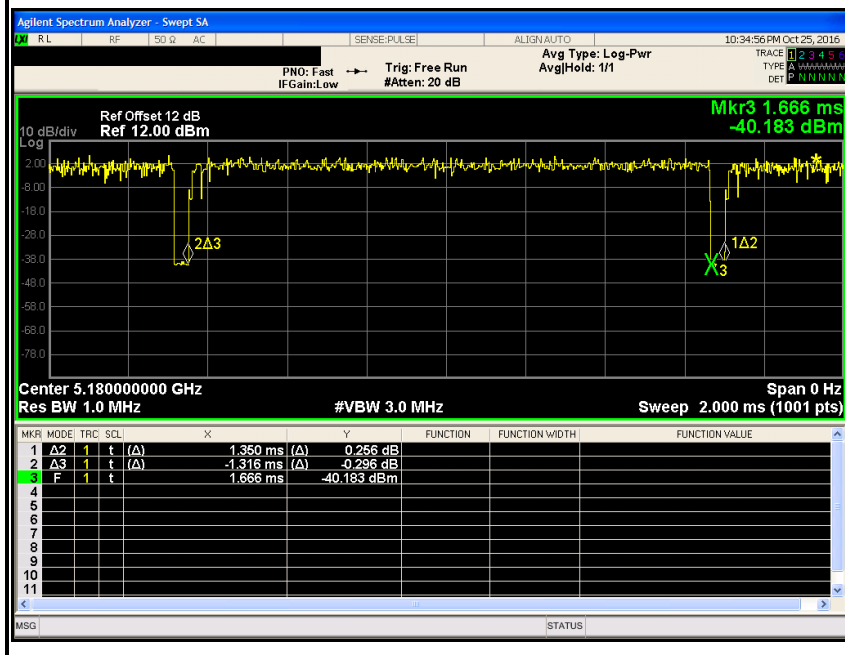 Agilent Spectrum Analyzer - Swept SA
LXI RL RF 50 Ω AC SENSE:PULSE ALIGN AUTO 10:34:56 PM Oct 25, 2016
PNO: Fast Trig: Free Run Avg Type: Log-Pwr TRACE 1 2 3 4 5 6
IFGain:Low #Atten: 20 dB Avg|Hold: 1/1 TYPE A WWWWW
DET P N N N N N
Mkr3 1.666 ms
-40.183 dBm
Ref Offset 12 dB
10 dB/div Ref 12.00 dBm
Log
2.00
-8.00
-18.0
-28.0
-38.0
-48.0
-58.0
-68.0
-78.0
2Δ3
1Δ2
3
Center 5.180000000 GHz Span 0 Hz
Res BW 1.0 MHz #VBW 3.0 MHz Sweep 2.000 ms (1001 pts)
MKR MODE TRC SCL X Y FUNCTION FUNCTION WIDTH FUNCTION VALUE
1 Δ2 1 t (Δ) 1.350 ms (Δ) 0.256 dB
2 Δ3 1 t (Δ) -1.316 ms (Δ) -0.296 dB
3 F 1 t 1.666 ms -40.183 dBm
4
5
6
7
8
9
10
11
MSG STATUS